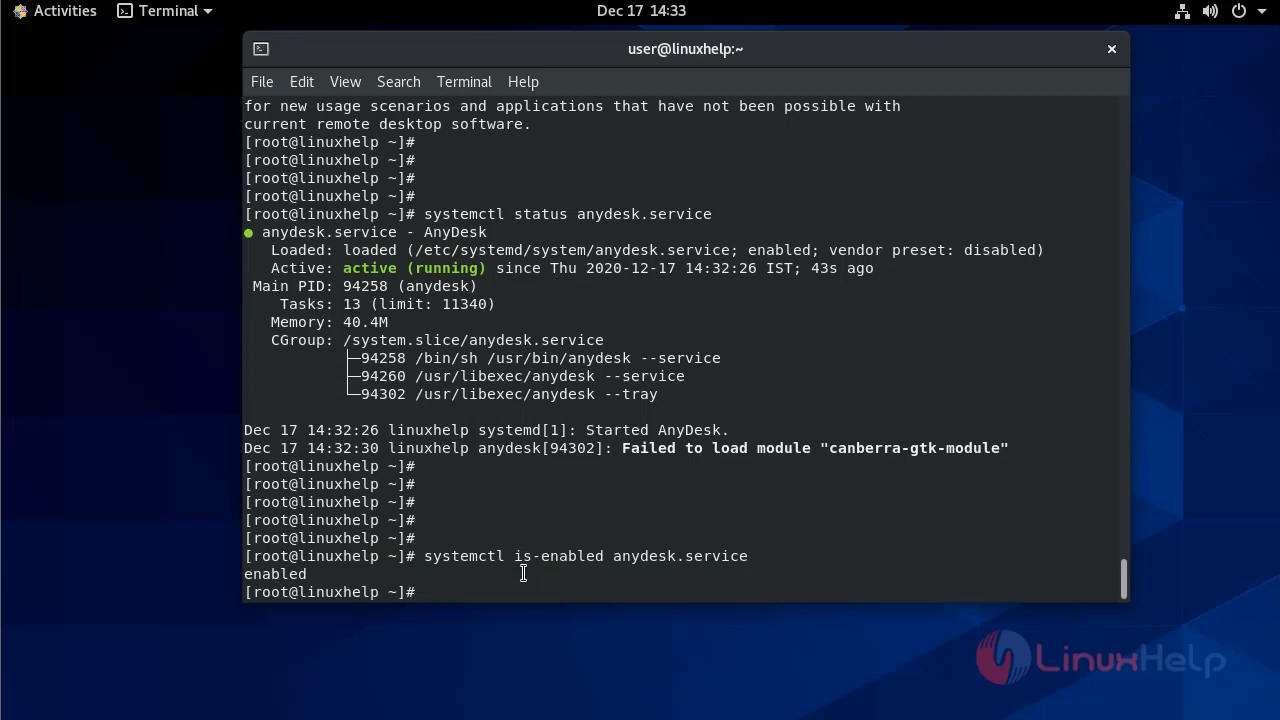 Activities Terminal Dec 17 14:33
user@linuxhelp:~
File Edit View Search Terminal Help
for new usage scenarios and applications that have not been possible with
current remote desktop software.
[root@linuxhelp ~]#
[root@linuxhelp ~]#
[root@linuxhelp ~]#
[root@linuxhelp ~]#
[root@linuxhelp ~]# systemctl status anydesk.service
● anydesk.service - AnyDesk
   Loaded: loaded (/etc/systemd/system/anydesk.service; enabled; vendor preset: disabled)
   Active: active (running) since Thu 2020-12-17 14:32:26 IST; 43s ago
 Main PID: 94258 (anydesk)
    Tasks: 13 (limit: 11340)
   Memory: 40.4M
   CGroup: /system.slice/anydesk.service
           ├─94258 /bin/sh /usr/bin/anydesk --service
           ├─94260 /usr/libexec/anydesk --service
           └─94302 /usr/libexec/anydesk --tray
Dec 17 14:32:26 linuxhelp systemd[1]: Started AnyDesk.
Dec 17 14:32:30 linuxhelp anydesk[94302]: Failed to load module "canberra-gtk-module"
[root@linuxhelp ~]#
[root@linuxhelp ~]#
[root@linuxhelp ~]#
[root@linuxhelp ~]#
[root@linuxhelp ~]#
[root@linuxhelp ~]# systemctl is-enabled anydesk.service
enabled
[root@linuxhelp ~]#
LinuxHelp